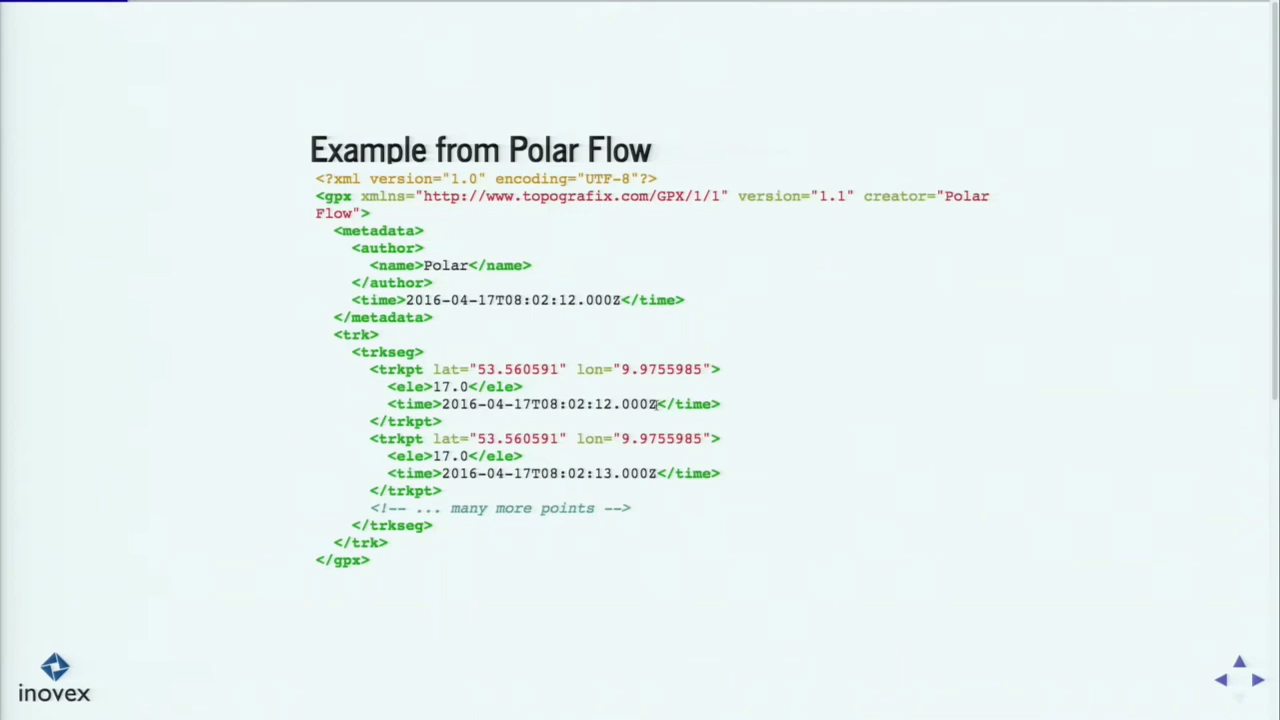 Example from Polar Flow
<?xml version="1.0" encoding="UTF-8"?>
<gpx xmlns="http://www.topografix.com/GPX/1/1" version="1.1" creator="Polar
Flow">
<metadata>
<author>
<name>Polar</name>
</author>
<time>2016-04-17T08:02:12.000Z</time>
</metadata>
<trk>
<trkseg>
<trkpt lat="53.560591" lon="9.9755985">
<ele>17.0</ele>
<time>2016-04-17T08:02:12.000Z</time>
</trkpt>
<trkpt lat="53.560591" lon="9.9755985">
<ele>17.0</ele>
<time>2016-04-17T08:02:13.000Z</time>
</trkpt>
<!-- ... many more points -->
</trkseg>
</trk>
</gpx>
inovex